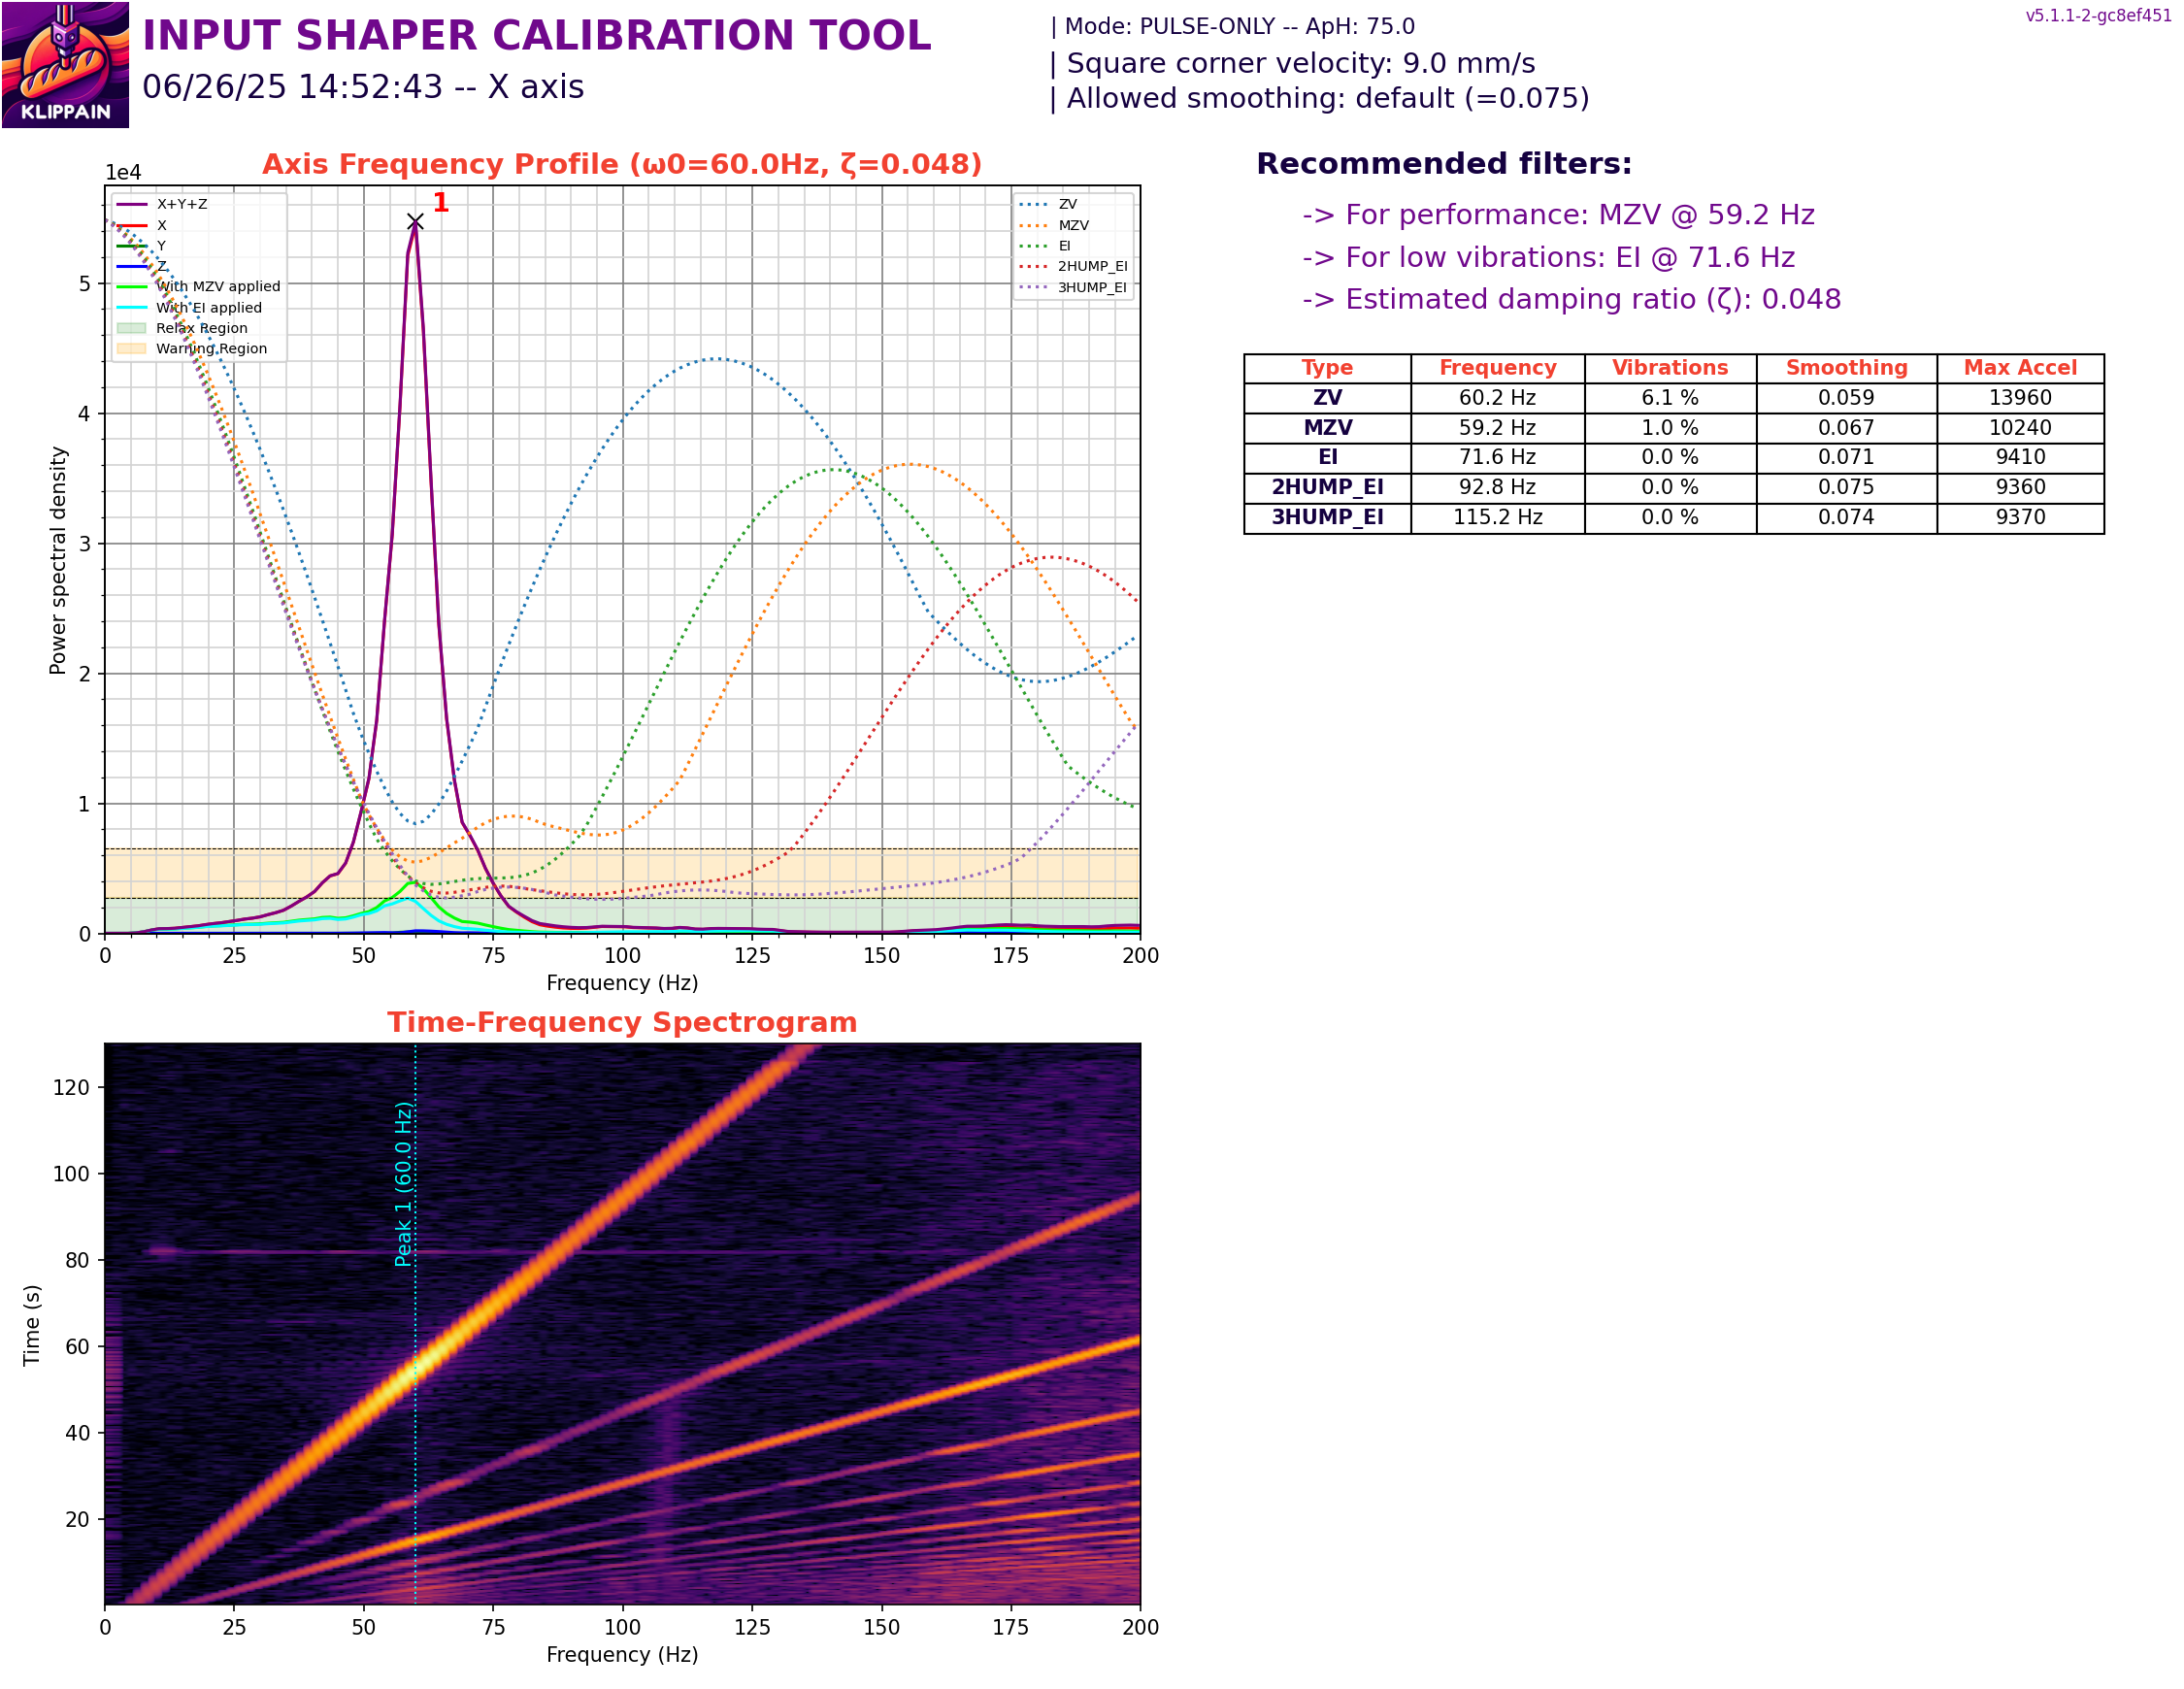 KLIPPAIN
INPUT SHAPER CALIBRATION TOOL
06/26/25 14:52:43 -- X axis
| Mode: PULSE-ONLY -- ApH: 75.0
| Square corner velocity: 9.0 mm/s
| Allowed smoothing: default (=0.075)
v5.1.1-2-gc8ef451
Axis Frequency Profile (ω0=60.0Hz, ζ=0.048)
1e4
X+Y+Z
X
Y
Z
With MZV applied
With EI applied
Relax Region
Warning Region
1
ZV
MZV
EI
2HUMP_EI
3HUMP_EI
Power spectral density
5
4
3
2
1
0
0 25 50 75 100 125 150 175 200
Frequency (Hz)
Recommended filters:
-> For performance: MZV @ 59.2 Hz
-> For low vibrations: EI @ 71.6 Hz
-> Estimated damping ratio (ζ): 0.048
Type Frequency Vibrations Smoothing Max Accel
ZV 60.2 Hz 6.1 % 0.059 13960
MZV 59.2 Hz 1.0 % 0.067 10240
EI 71.6 Hz 0.0 % 0.071 9410
2HUMP_EI 92.8 Hz 0.0 % 0.075 9360
3HUMP_EI 115.2 Hz 0.0 % 0.074 9370
Time-Frequency Spectrogram
Time (s)
120
100
80
60
40
20
Peak 1 (60.0 Hz)
0 25 50 75 100 125 150 175 200
Frequency (Hz)